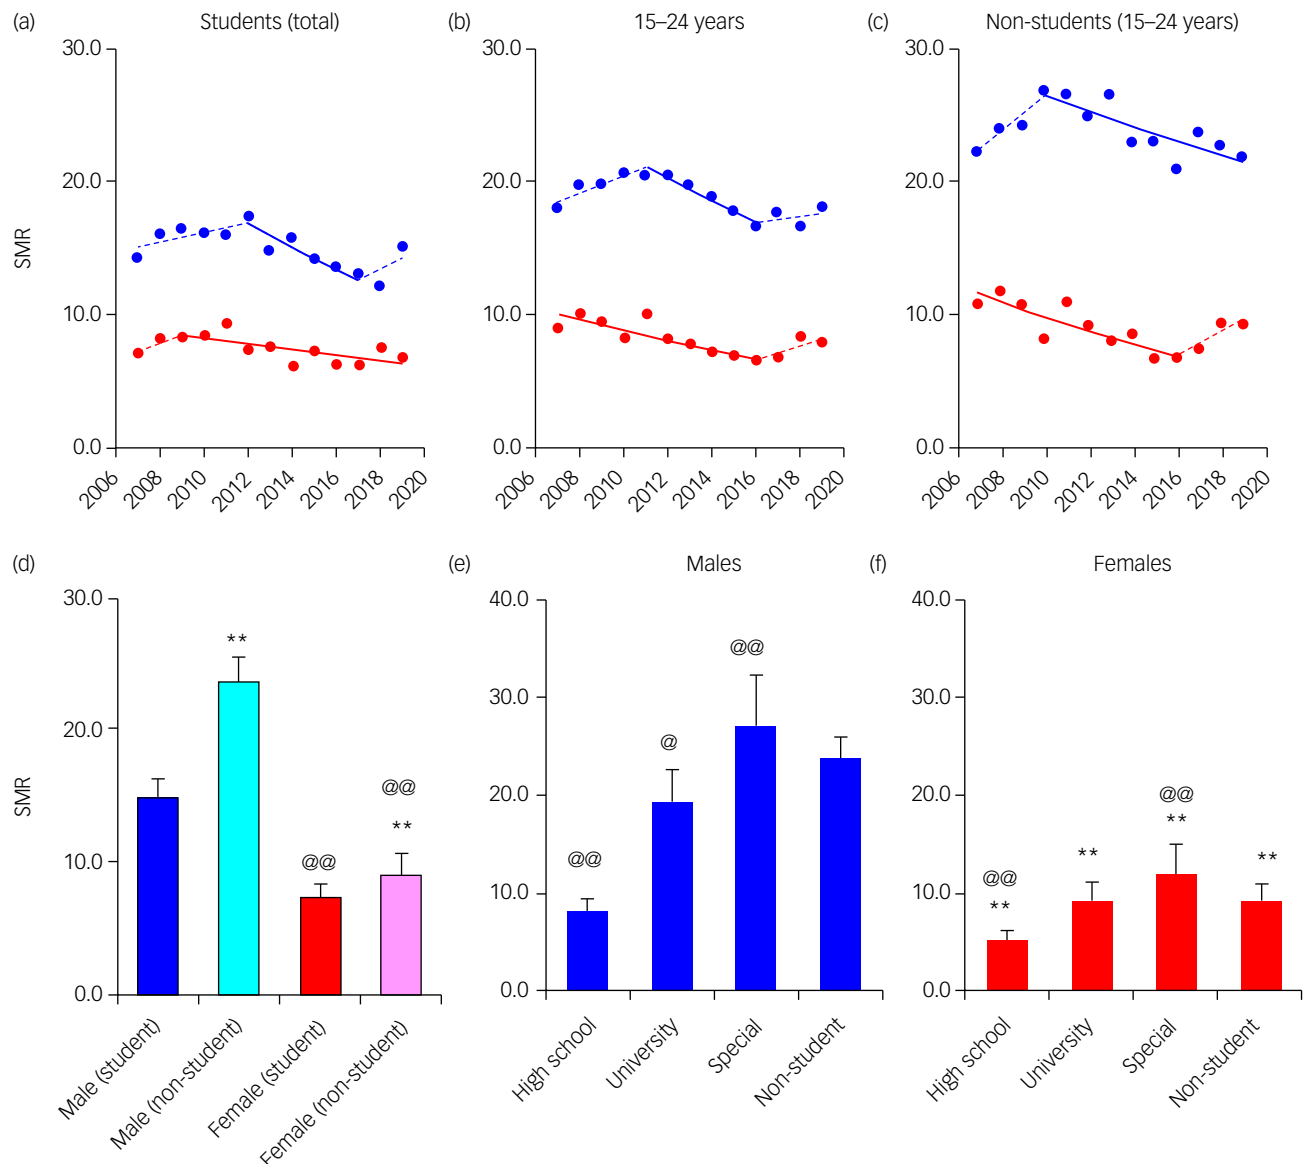 (a) Students (total)
(b) 15–24 years
(c) Non-students (15–24 years)
SMR
30.0
20.0
10.0
0.0
2006 2008 2010 2012 2014 2016 2018 2020
30.0
20.0
10.0
0.0
2006 2008 2010 2012 2014 2016 2018 2020
30.0
20.0
10.0
0.0
2006 2008 2010 2012 2014 2016 2018 2020
(d)
SMR
30.0
20.0
10.0
0.0
**
@@
@@
**
Male (student)
Male (non-student)
Female (student)
Female (non-student)
(e) Males
40.0
30.0
20.0
10.0
0.0
@@
@
@@
High school
University
Special
Non-student
(f) Females
40.0
30.0
20.0
10.0
0.0
@@
**
**
@@
**
**
High school
University
Special
Non-student